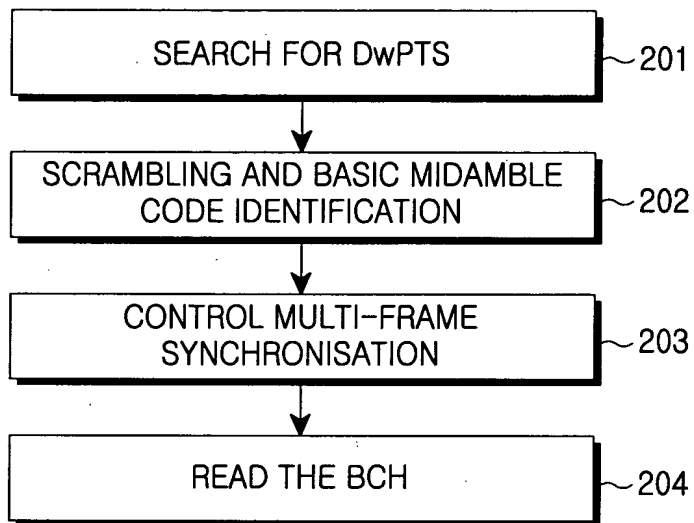 SEARCH FOR DwPTS
201
SCRAMBLING AND BASIC MIDAMBLE
CODE IDENTIFICATION
202
CONTROL MULTI-FRAME
SYNCHRONISATION
203
READ THE BCH
204